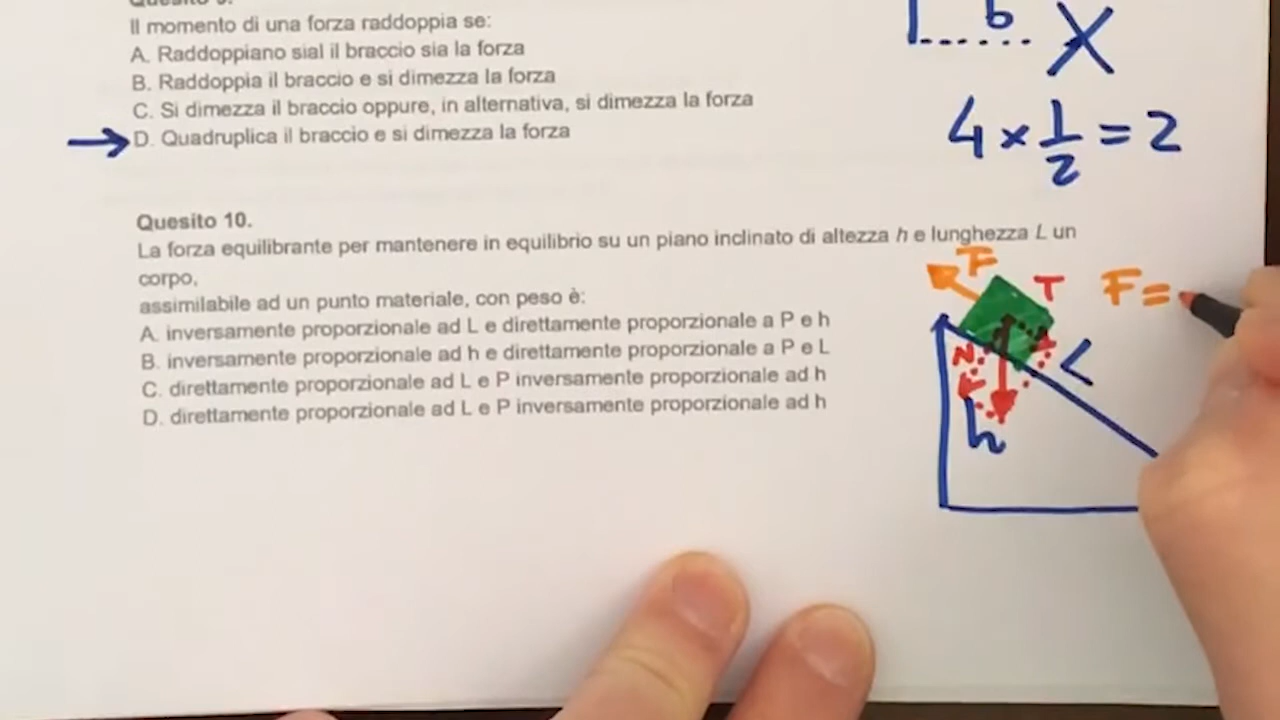 Quesito 9.
Il momento di una forza raddoppia se:
A. Raddoppiano sial il braccio sia la forza
B. Raddoppia il braccio e si dimezza la forza
C. Si dimezza il braccio oppure, in alternativa, si dimezza la forza
D. Quadruplica il braccio e si dimezza la forza
b
X
4 × 1/2 = 2
Quesito 10.
La forza equilibrante per mantenere in equilibrio su un piano inclinato di altezza h e lunghezza L un
corpo,
assimilabile ad un punto materiale, con peso è:
A. inversamente proporzionale ad L e direttamente proporzionale a P e h
B. inversamente proporzionale ad h e direttamente proporzionale a P e L
C. direttamente proporzionale ad L e P inversamente proporzionale ad h
D. direttamente proporzionale ad L e P inversamente proporzionale ad h
F
T
F =
N
L
h